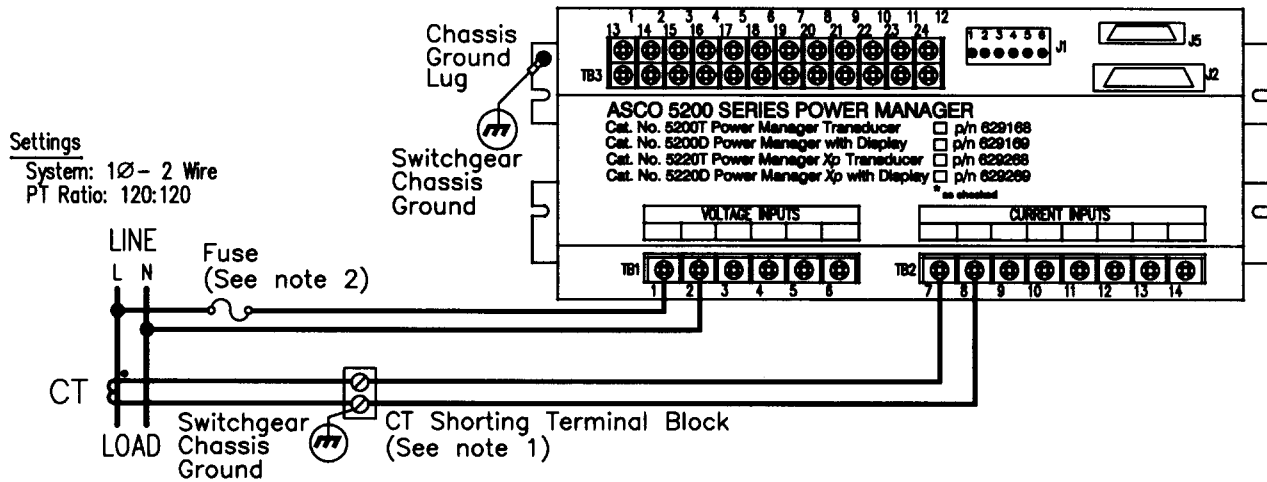 1 2 3 4 5 6 7 8 9 10 11 12
13 14 15 16 17 18 19 20 21 22 23 24
TB3
1 2 3 4 5 6
J1
J5
J2
Chassis
Ground
Lug
Switchgear
Chassis
Ground
ASCO 5200 SERIES POWER MANAGER
Cat. No. 5200T Power Manager Transducer p/n 629168
Cat. No. 5200D Power Manager with Display p/n 629169
Cat. No. 5220T Power Manager Xp Transducer p/n 629268
Cat. No. 5220D Power Manager Xp with Display p/n 629269
* as checked
Settings
System: 1Ø- 2 Wire
PT Ratio: 120:120
VOLTAGE INPUTS
CURRENT INPUTS
TB1
1 2 3 4 5 6
TB2
7 8 9 10 11 12 13 14
LINE
L N
Fuse
(See note 2)
CT
LOAD
Switchgear
Chassis
Ground
CT Shorting Terminal Block
(See note 1)